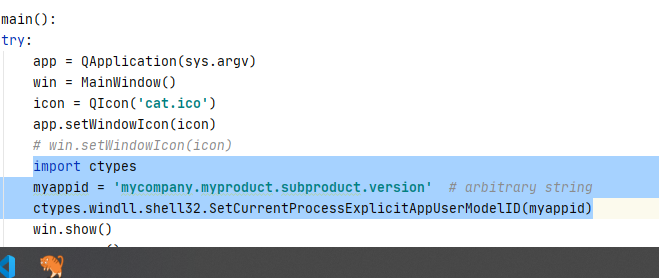 main():
try:
app = QApplication(sys.argv)
win = MainWindow()
icon = QIcon('cat.ico')
app.setWindowIcon(icon)
# win.setWindowIcon(icon)
import ctypes
myappid = 'mycompany.myproduct.subproduct.version'  # arbitrary string
ctypes.windll.shell32.SetCurrentProcessExplicitAppUserModelID(myappid)
win.show()